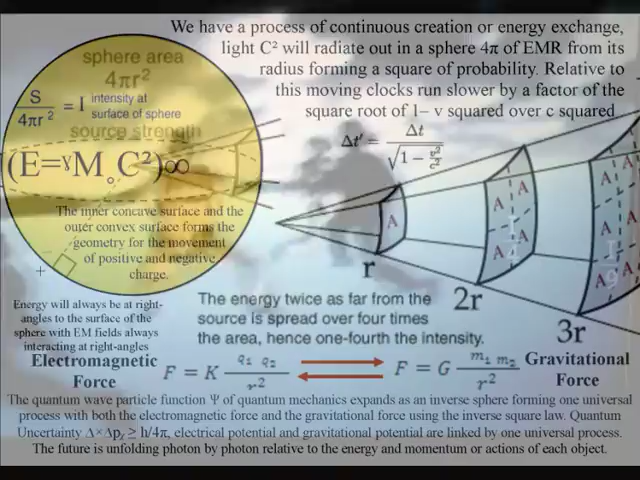 We have a process of continuous creation or energy exchange,
light C² will radiate out in a sphere 4π of EMR from its
radius forming a square of probability. Relative to
this moving clocks run slower by a factor of the
square root of 1– v squared over c squared
sphere area
4πr²
S/4πr² = I intensity at
surface of sphere
source strength
(E=ˠM₀C²)∞
Δt' = Δt/√(1 − v²/c²)
The inner concave surface and the
outer convex surface forms the
geometry for the movement
of positive and negative
charge.
+
A
A A
A A
A A
A A
r
2r
3r
Energy will always be at right-
angles to the surface of the
sphere with EM fields always
interacting at right-angles
The energy twice as far from the
source is spread over four times
the area, hence one-fourth the intensity.
Electromagnetic
Force
F = K q₁ q₂/r²
F = G m₁ m₂/r²
Gravitational
Force
The quantum wave particle function Ψ of quantum mechanics expands as an inverse sphere forming one universal
process with both the electromagnetic force and the gravitational force using the inverse square law. Quantum
Uncertainty Δ×Δpᵪ ≥ h/4π, electrical potential and gravitational potential are linked by one universal process.
The future is unfolding photon by photon relative to the energy and momentum or actions of each object.